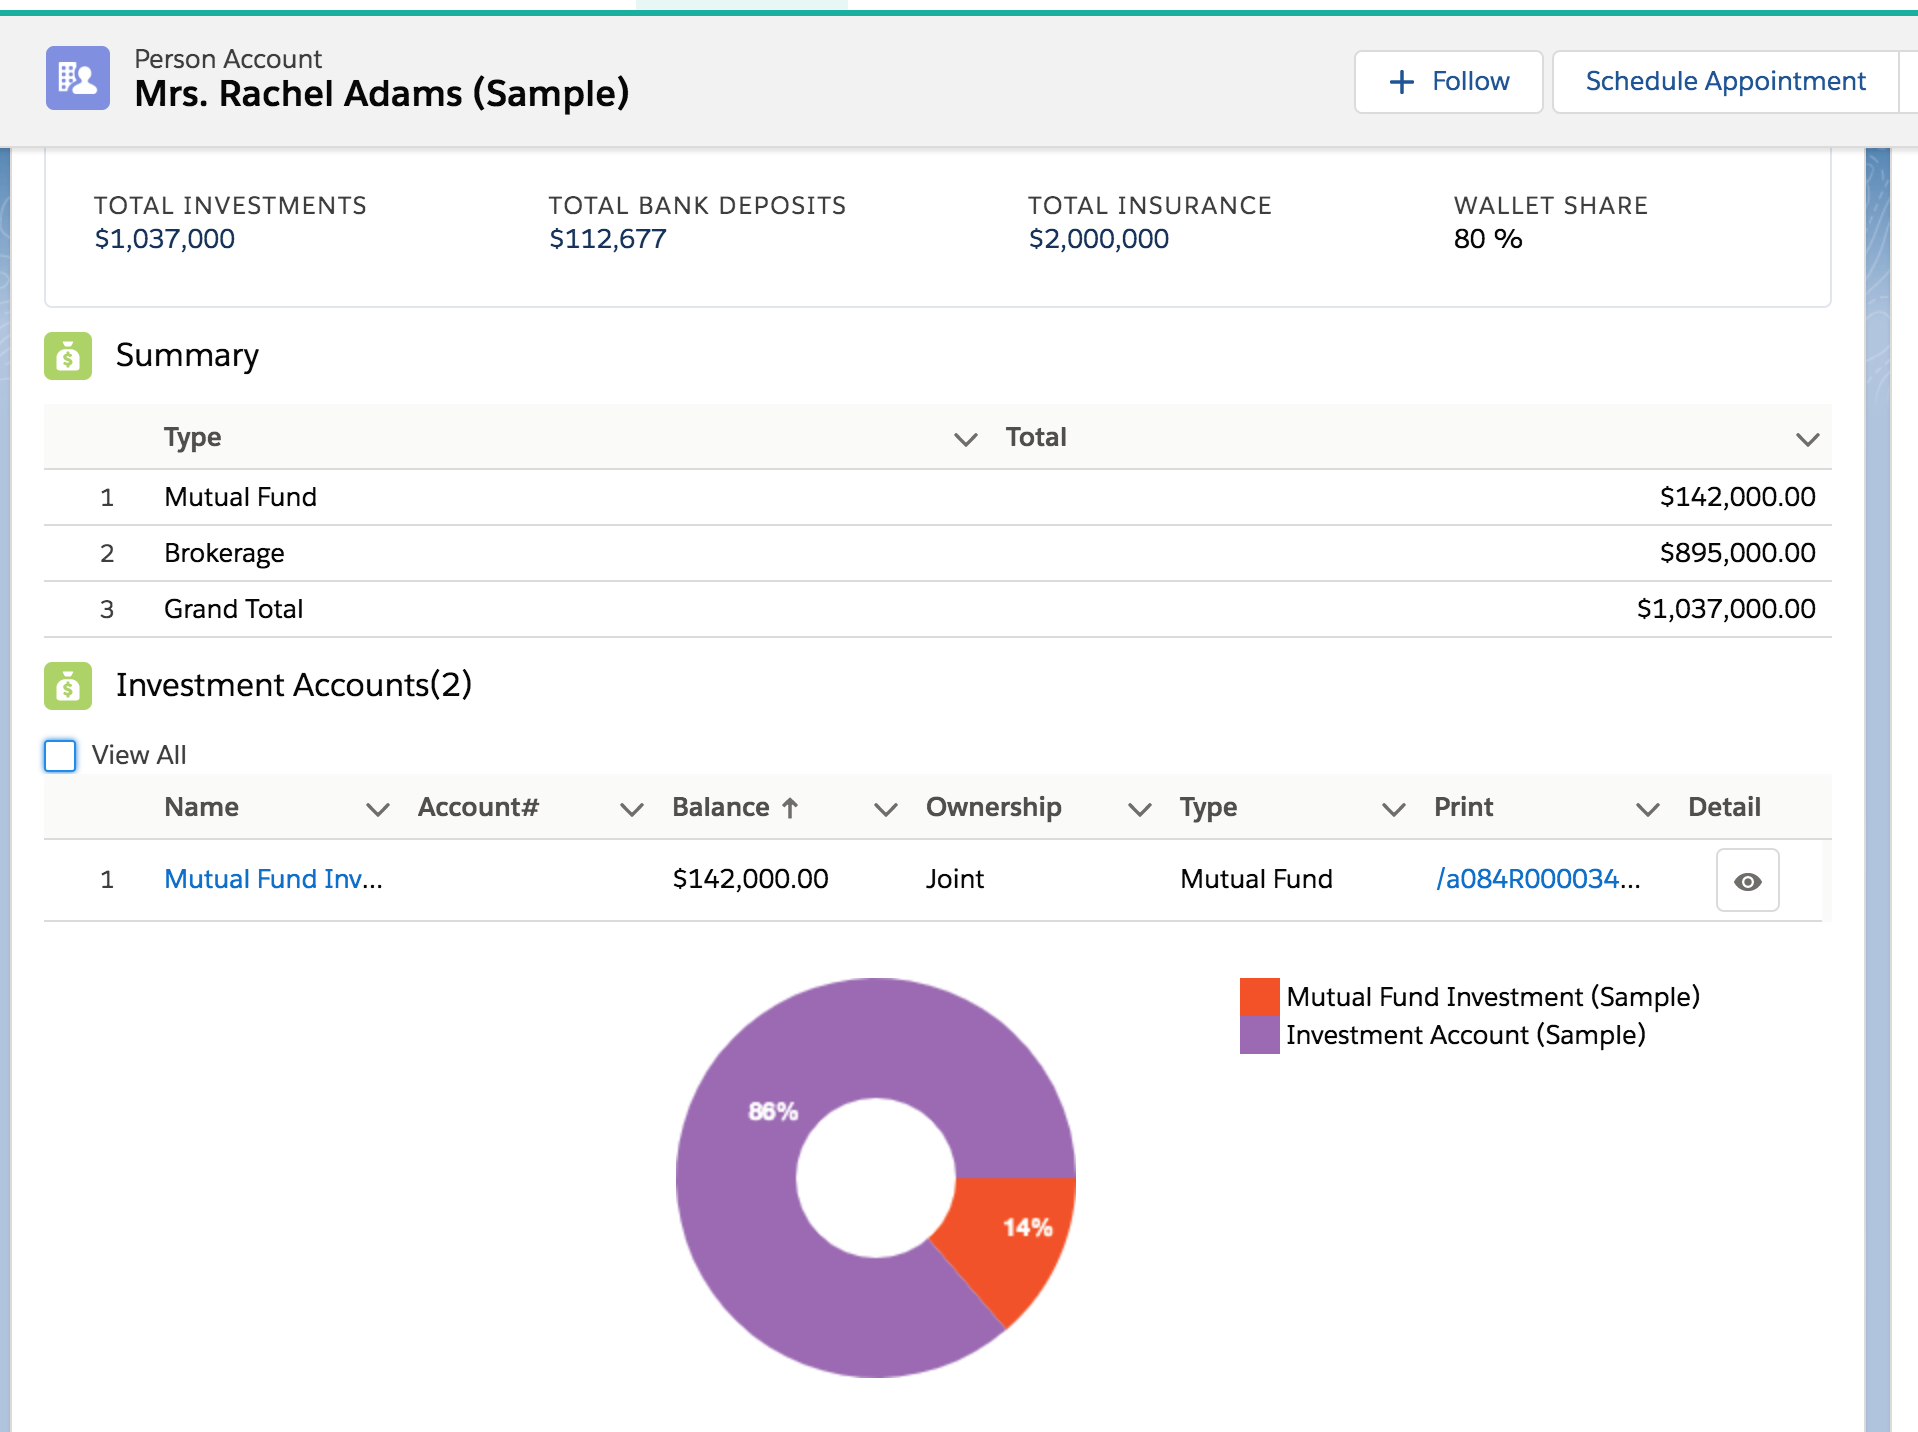 Person Account
Mrs. Rachel Adams (Sample)
+ Follow
Schedule Appointment
TOTAL INVESTMENTS TOTAL BANK DEPOSITS TOTAL INSURANCE WALLET SHARE
$1,037,000 $112,677 $2,000,000 80 %
Summary
Type Total
1 Mutual Fund $142,000.00
2 Brokerage $895,000.00
3 Grand Total $1,037,000.00
Investment Accounts(2)
View All
Name Account# Balance ↑ Ownership Type Print Detail
1 Mutual Fund Inv... $142,000.00 Joint Mutual Fund /a084R000034...
Mutual Fund Investment (Sample)
Investment Account (Sample)
86%
14%